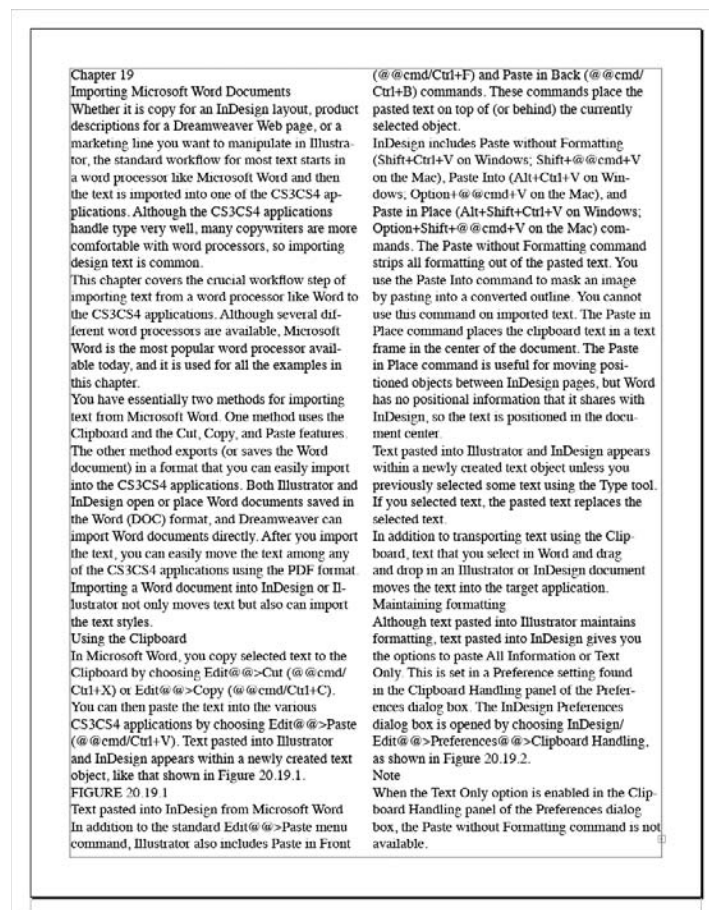 Chapter 19
Importing Microsoft Word Documents
Whether it is copy for an InDesign layout, product
descriptions for a Dreamweaver Web page, or a
marketing line you want to manipulate in Illustra-
tor, the standard workflow for most text starts in
a word processor like Microsoft Word and then
the text is imported into one of the CS3CS4 ap-
plications. Although the CS3CS4 applications
handle type very well, many copywriters are more
comfortable with word processors, so importing
design text is common.
This chapter covers the crucial workflow step of
importing text from a word processor like Word to
the CS3CS4 applications. Although several dif-
ferent word processors are available, Microsoft
Word is the most popular word processor avail-
able today, and it is used for all the examples in
this chapter.
You have essentially two methods for importing
text from Microsoft Word. One method uses the
Clipboard and the Cut, Copy, and Paste features.
The other method exports (or saves the Word
document) in a format that you can easily import
into the CS3CS4 applications. Both Illustrator and
InDesign open or place Word documents saved in
the Word (DOC) format, and Dreamweaver can
import Word documents directly. After you import
the text, you can easily move the text among any
of the CS3CS4 applications using the PDF format.
Importing a Word document into InDesign or Il-
lustrator not only moves text but also can import
the text styles.
Using the Clipboard
In Microsoft Word, you copy selected text to the
Clipboard by choosing Edit@@>Cut (@@cmd/
Ctrl+X) or Edit@@>Copy (@@cmd/Ctrl+C).
You can then paste the text into the various
CS3CS4 applications by choosing Edit@@>Paste
(@@cmd/Ctrl+V). Text pasted into Illustrator
and InDesign appears within a newly created text
object, like that shown in Figure 20.19.1.
FIGURE 20.19.1
Text pasted into InDesign from Microsoft Word
In addition to the standard Edit@@>Paste menu
command, Illustrator also includes Paste in Front
(@@cmd/Ctrl+F) and Paste in Back (@@cmd/
Ctrl+B) commands. These commands place the
pasted text on top of (or behind) the currently
selected object.
InDesign includes Paste without Formatting
(Shift+Ctrl+V on Windows; Shift+@@cmd+V
on the Mac), Paste Into (Alt+Ctrl+V on Win-
dows; Option+@@cmd+V on the Mac), and
Paste in Place (Alt+Shift+Ctrl+V on Windows;
Option+Shift+@@cmd+V on the Mac) com-
mands. The Paste without Formatting command
strips all formatting out of the pasted text. You
use the Paste Into command to mask an image
by pasting into a converted outline. You cannot
use this command on imported text. The Paste in
Place command places the clipboard text in a text
frame in the center of the document. The Paste
in Place command is useful for moving posi-
tioned objects between InDesign pages, but Word
has no positional information that it shares with
InDesign, so the text is positioned in the docu-
ment center.
Text pasted into Illustrator and InDesign appears
within a newly created text object unless you
previously selected some text using the Type tool.
If you selected text, the pasted text replaces the
selected text.
In addition to transporting text using the Clip-
board, text that you select in Word and drag
and drop in an Illustrator or InDesign document
moves the text into the target application.
Maintaining formatting
Although text pasted into Illustrator maintains
formatting, text pasted into InDesign gives you
the options to paste All Information or Text
Only. This is set in a Preference setting found
in the Clipboard Handling panel of the Prefer-
ences dialog box. The InDesign Preferences
dialog box is opened by choosing InDesign/
Edit@@>Preferences@@>Clipboard Handling,
as shown in Figure 20.19.2.
Note
When the Text Only option is enabled in the Clip-
board Handling panel of the Preferences dialog
box, the Paste without Formatting command is not
available.